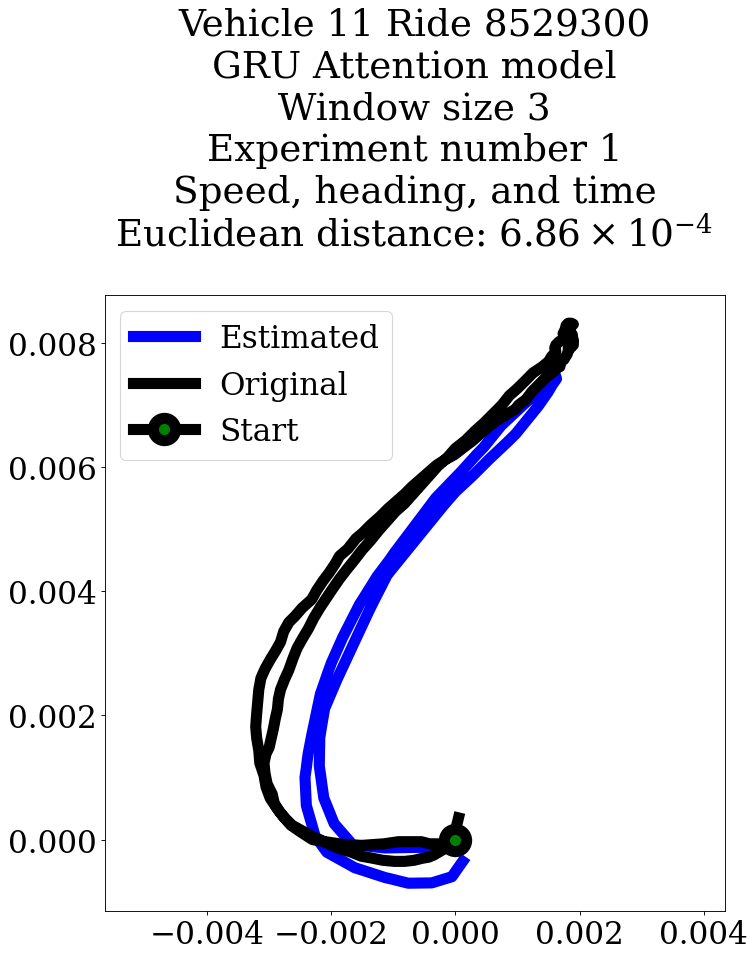 Vehicle 11 Ride 8529300
GRU Attention model
Window size 3
Experiment number 1
Speed, heading, and time
Euclidean distance: 6.86 × 10⁻⁴
Estimated
Original
Start
0.008
0.006
0.004
0.002
0.000
−0.004 −0.002 0.000 0.002 0.004